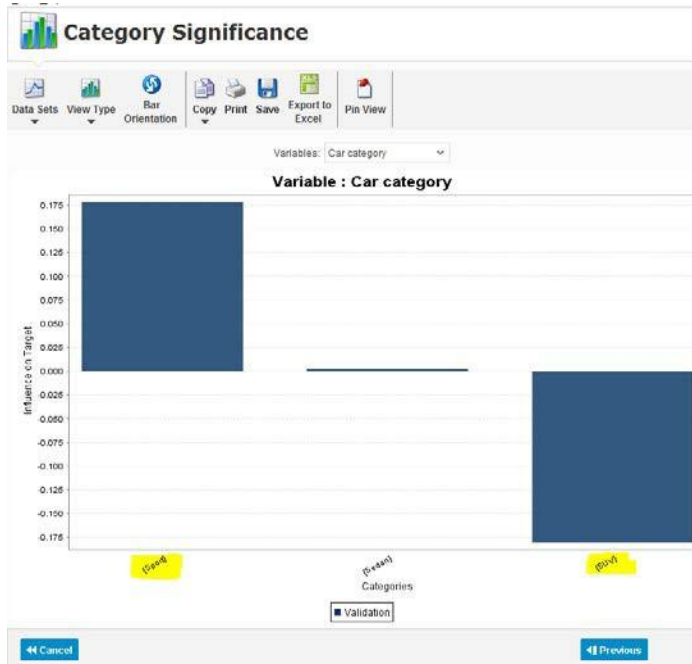 Category Significance
Data Sets View Type Bar Orientation Copy Print Save Export to Excel Pin View
Variables: Car category
Variable : Car category
0.175
0.150
0.125
0.100
0.075
0.050
0.025
0.000
-0.025
-0.050
-0.075
-0.100
-0.125
-0.150
-0.175
Influence on Target
{Sport} {Sedan} {SUV}
Categories
Validation
Cancel Previous